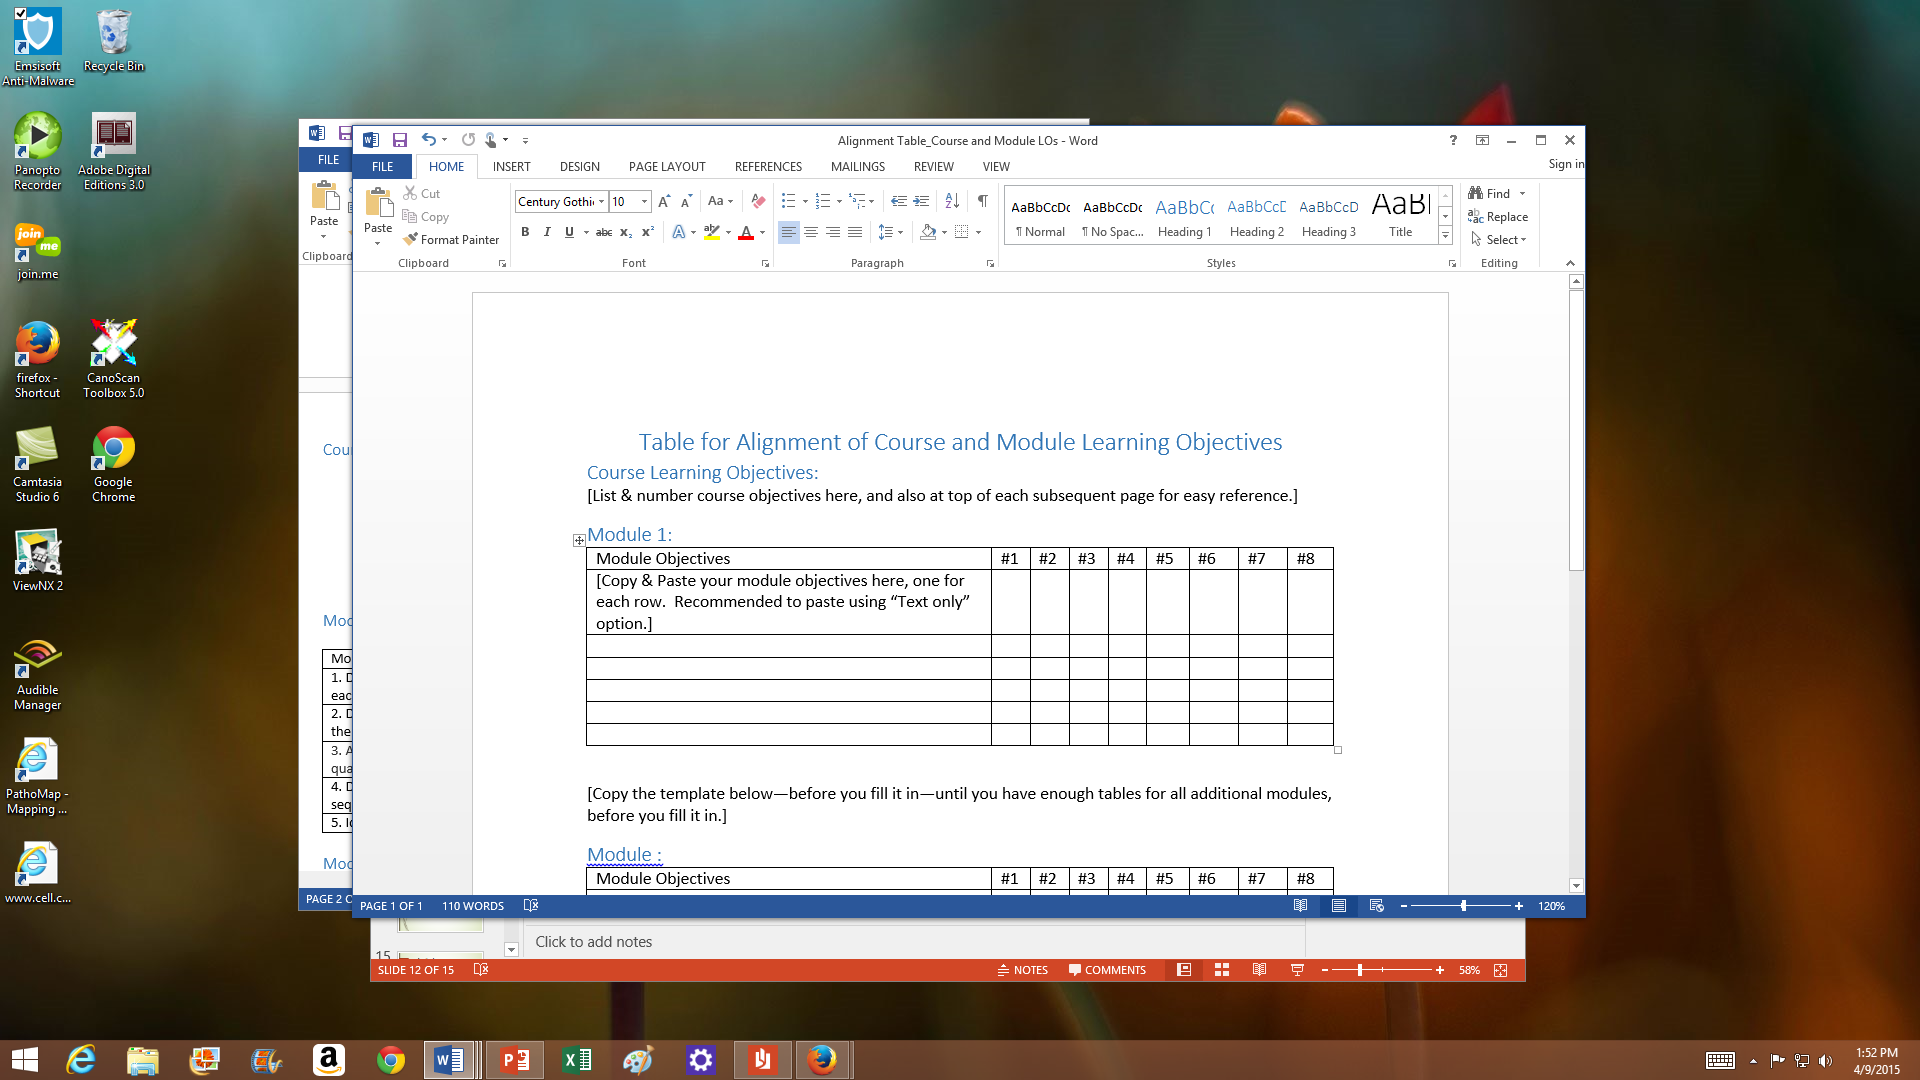 Emsisoft
Anti-Malware
Recycle Bin
Panopto
Recorder
Adobe Digital
Editions 3.0
join.me
firefox -
Shortcut
CanoScan
Toolbox 5.0
Camtasia
Studio 6
Google
Chrome
ViewNX 2
Audible
Manager
PathoMap -
Mapping ...
www.cell.c...
FILE
Paste
Clipboard
Alignment Table_Course and Module LOs - Word
Sign in
FILE HOME INSERT DESIGN PAGE LAYOUT REFERENCES MAILINGS REVIEW VIEW
Paste
Cut
Copy
Format Painter
Clipboard
Century Gothi 10
Font
Paragraph
AaBbCcDc AaBbCcDc AaBbCc AaBbCcC AaBbCcD AaBl
¶ Normal ¶ No Spac... Heading 1 Heading 2 Heading 3 Title
Styles
Find
Replace
Select
Editing
Table for Alignment of Course and Module Learning Objectives
Course Learning Objectives:
[List & number course objectives here, and also at top of each subsequent page for easy reference.]
Module 1:
Module Objectives #1 #2 #3 #4 #5 #6 #7 #8
[Copy & Paste your module objectives here, one for
each row.  Recommended to paste using “Text only”
option.]
[Copy the template below—before you fill it in—until you have enough tables for all additional modules,
before you fill it in.]
Module :
Module Objectives #1 #2 #3 #4 #5 #6 #7 #8
PAGE 1 OF 1 110 WORDS 120%
PAGE 2 O
Click to add notes
15
SLIDE 12 OF 15 NOTES COMMENTS 58%
1:52 PM
4/9/2015